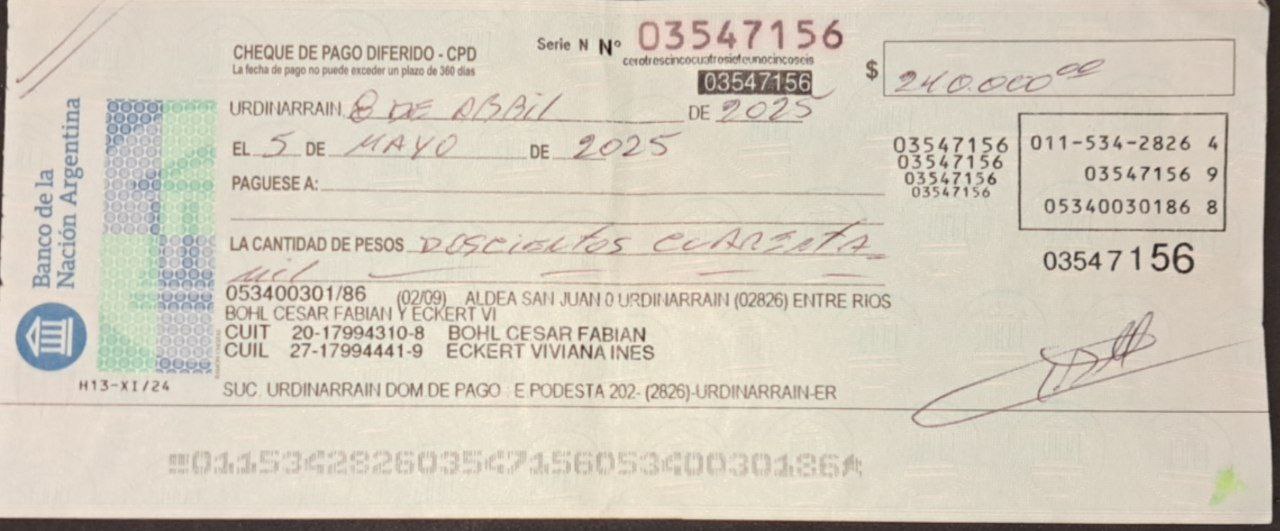 CHEQUE DE PAGO DIFERIDO - CPD
La fecha de pago no puede exceder un plazo de 360 días
Serie N Nº 03547156
cerotrescincocuatrosieteunocincoseis
03547156
$ 240.000,00
URDINARRAIN, 8 DE ABRIL DE 2025
EL 5 DE MAYO DE 2025
PAGUESE A:
LA CANTIDAD DE PESOS DOSCIENTOS CUARENTA
mil
03547156
03547156
03547156
03547156
011-534-2826 4
03547156 9
05340030186 8
03547156
053400301/86 (02/09) ALDEA SAN JUAN 0 URDINARRAIN (02826) ENTRE RIOS
BOHL CESAR FABIAN Y ECKERT VI
CUIT 20-17994310-8 BOHL CESAR FABIAN
CUIL 27-17994441-9 ECKERT VIVIANA INES
SUC. URDINARRAIN DOM.DE PAGO : E.PODESTA 202- (2826)-URDINARRAIN-ER
Banco de la
Nación Argentina
H13-XI/24
01153428260354715605340030186